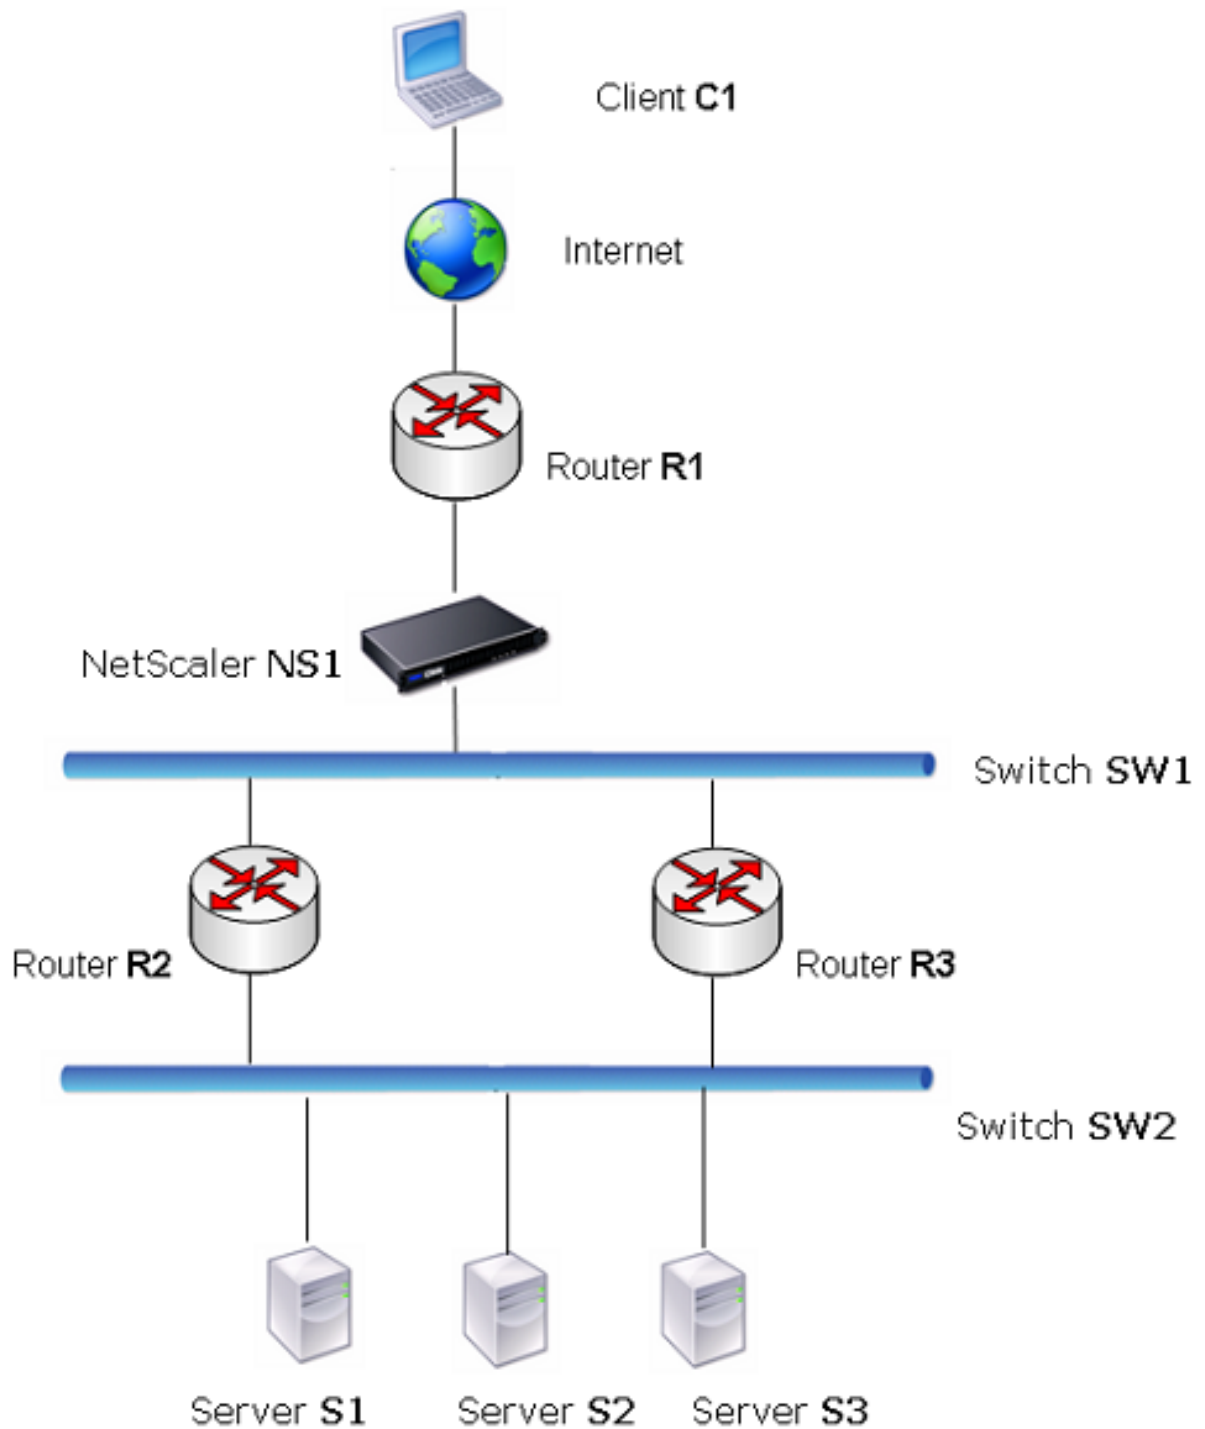 Client C1
Internet
Router R1
NetScaler NS1
Switch SW1
Router R2
Router R3
Switch SW2
Server S1
Server S2
Server S3